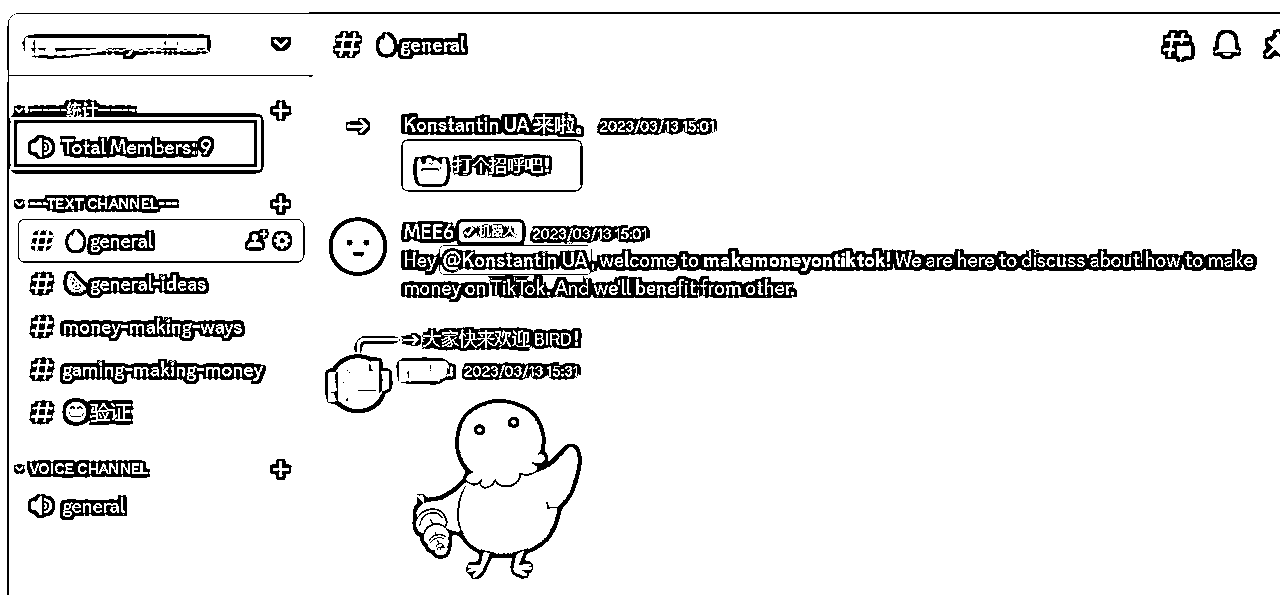 general
统计
Total Members: 9
TEXT CHANNEL
general
general-ideas
money-making-ways
gaming-making-money
验证
VOICE CHANNEL
general
Konstantin UA 来啦。 2023/03/13 15:01
打个招呼吧!
MEE6 ✓机器人 2023/03/13 15:01
Hey @Konstantin UA, welcome to makemoneyontiktok! We are here to discuss about how to make
money on TikTok. And we'll benefit from other.
大家快来欢迎 BIRD!
2023/03/13 15:31